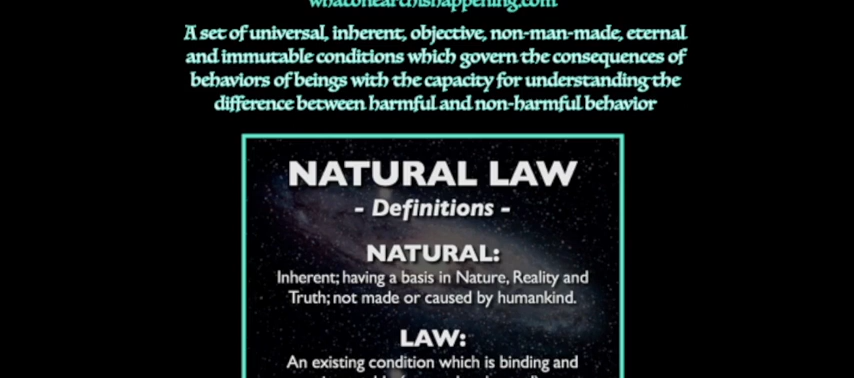 whatonearthishappening.com
A set of universal, inherent, objective, non-man-made, eternal
and immutable conditions which govern the consequences of
behaviors of beings with the capacity for understanding the
difference between harmful and non-harmful behavior
NATURAL LAW
- Definitions -
NATURAL:
Inherent; having a basis in Nature, Reality and
Truth; not made or caused by humankind.
LAW:
An existing condition which is binding and